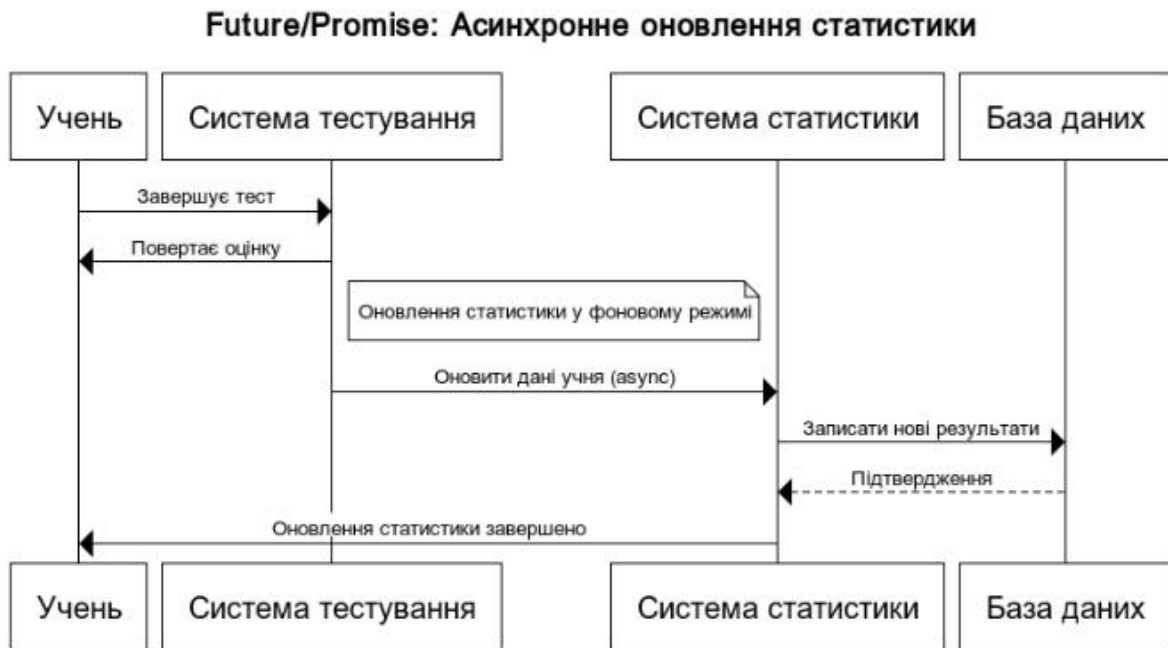 Future/Promise: Асинхронне оновлення статистики
Учень
Система тестування
Система статистики
База даних
Завершує тест
Повертає оцінку
Оновлення статистики у фоновому режимі
Оновити дані учня (async)
Записати нові результати
Підтвердження
Оновлення статистики завершено
Учень
Система тестування
Система статистики
База даних